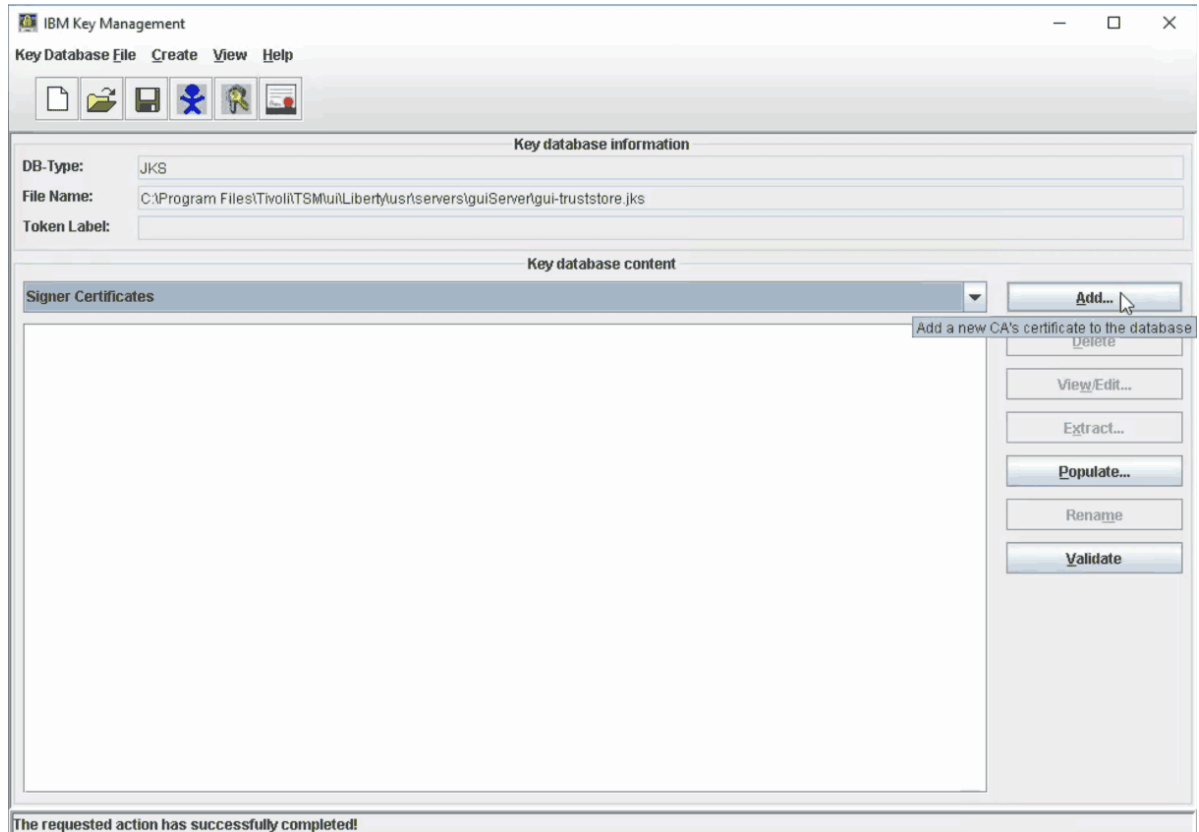 IBM Key Management
Key Database File Create View Help
Key database information
DB-Type: JKS
File Name: C:\Program Files\Tivoli\TSM\ui\Liberty\usr\servers\guiServer\gui-truststore.jks
Token Label:
Key database content
Signer Certificates
Add...
Add a new CA's certificate to the database
Delete
View/Edit...
Extract...
Populate...
Rename
Validate
The requested action has successfully completed!